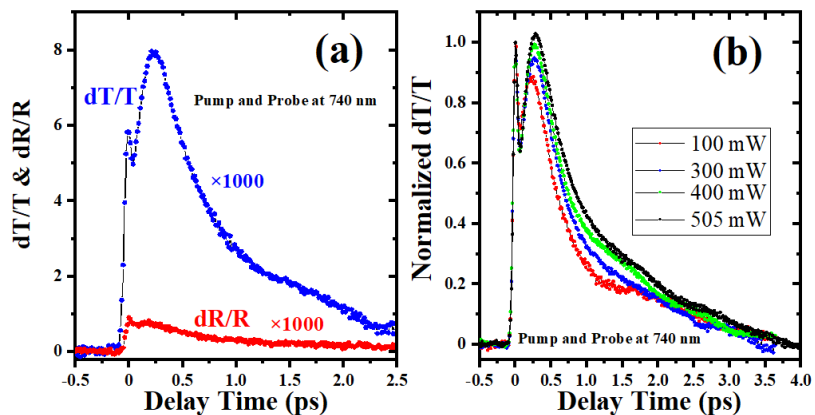 (a)
dT/T
Pump and Probe at 740 nm
×1000
dR/R ×1000
dT/T & dR/R
0
2
4
6
8
-0.5 0.0 0.5 1.0 1.5 2.0 2.5
Delay Time (ps)
(b)
100 mW
300 mW
400 mW
505 mW
Pump and Probe at 740 nm
Normalized dT/T
0.0
0.2
0.4
0.6
0.8
1.0
-0.5 0 0.5 1.0 1.5 2.0 2.5 3.0 3.5 4.0
Delay Time (ps)